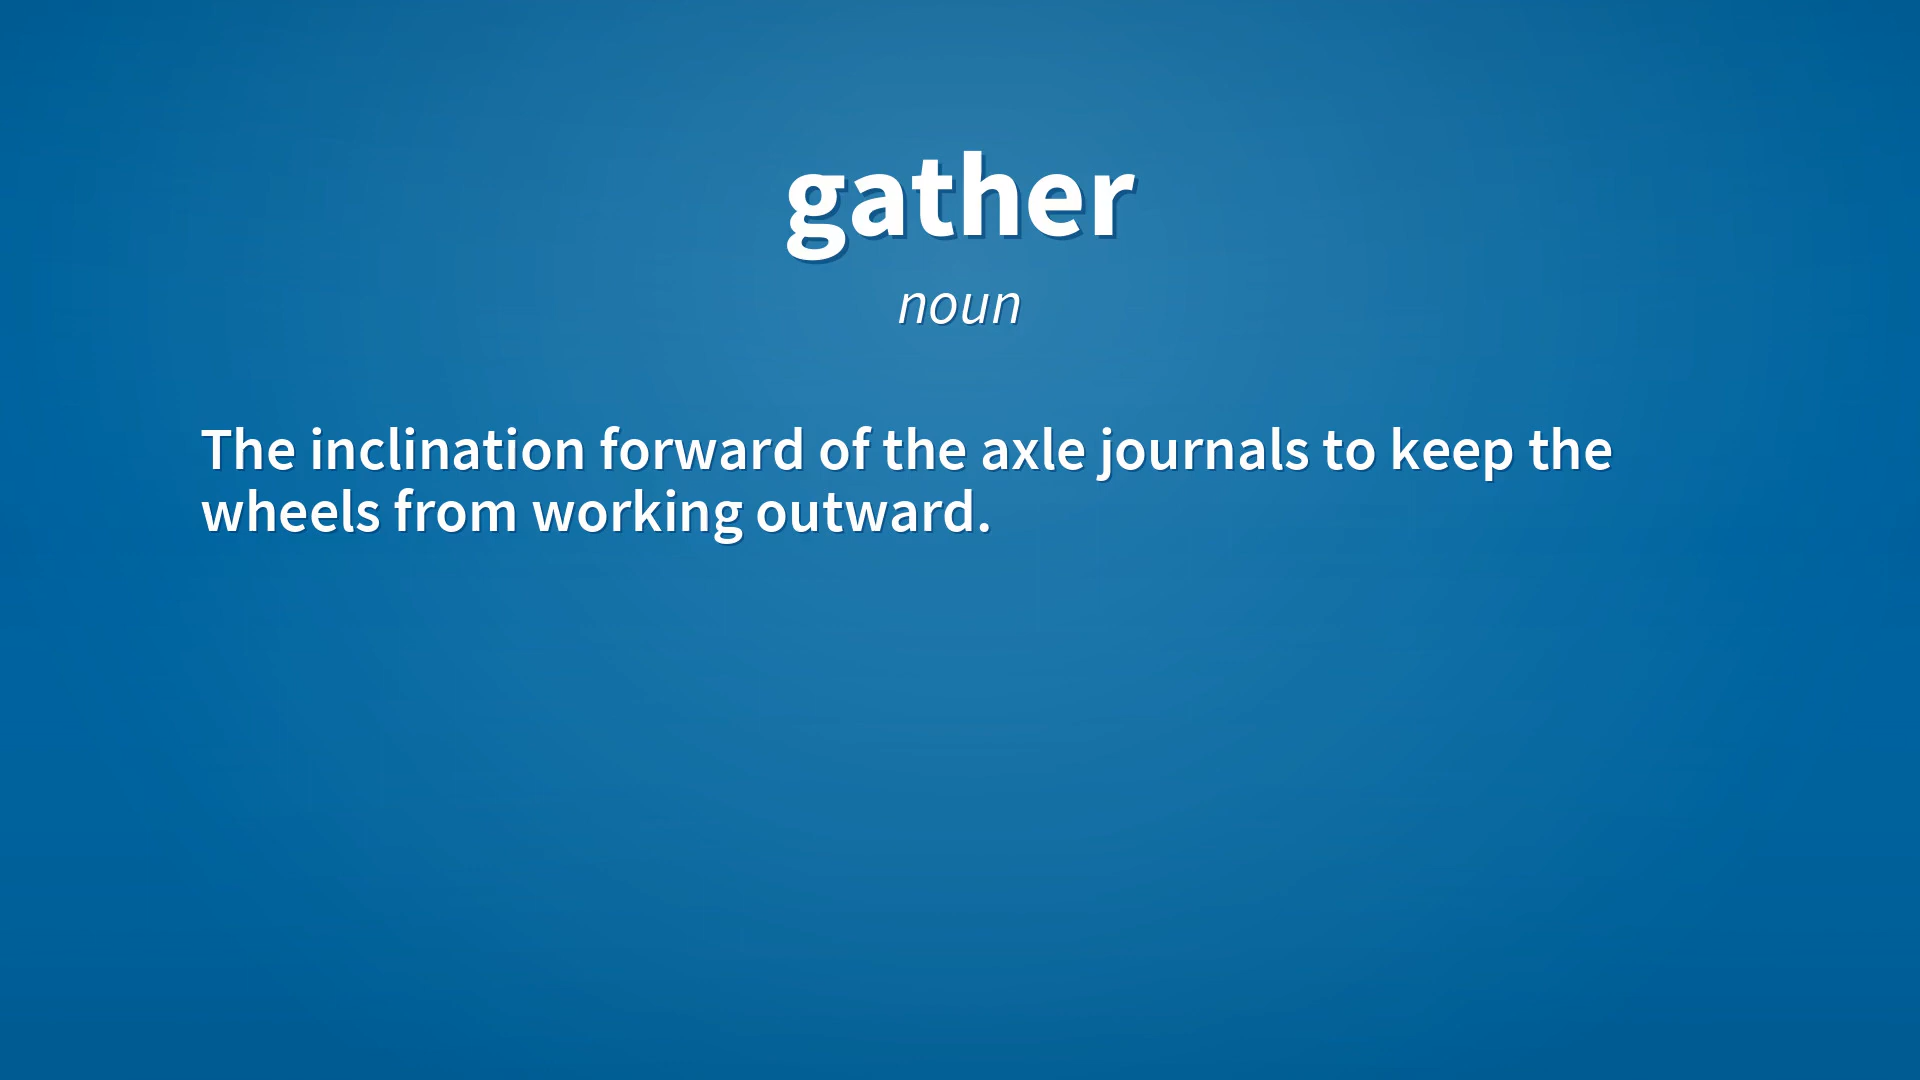 gather
noun
The inclination forward of the axle journals to keep the
wheels from working outward.